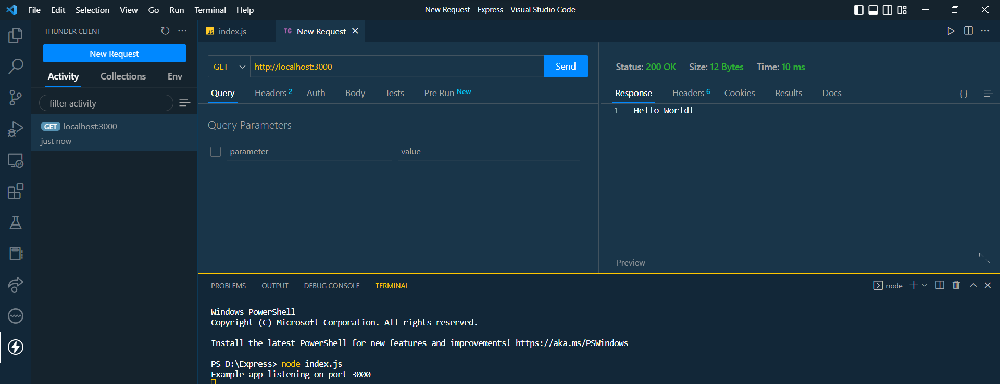 File Edit Selection View Go Run Terminal Help
New Request - Express - Visual Studio Code
THUNDER CLIENT
New Request
Activity Collections Env
filter activity
GET localhost:3000
just now
JS index.js
TC New Request
GET http://localhost:3000 Send
Query Headers 2 Auth Body Tests Pre Run New
Query Parameters
parameter value
Status: 200 OK Size: 12 Bytes Time: 10 ms
Response Headers 6 Cookies Results Docs {}
1 Hello World!
Preview
PROBLEMS OUTPUT DEBUG CONSOLE TERMINAL
node
Windows PowerShell
Copyright (C) Microsoft Corporation. All rights reserved.
Install the latest PowerShell for new features and improvements! https://aka.ms/PSWindows
PS D:\Express> node index.js
Example app listening on port 3000